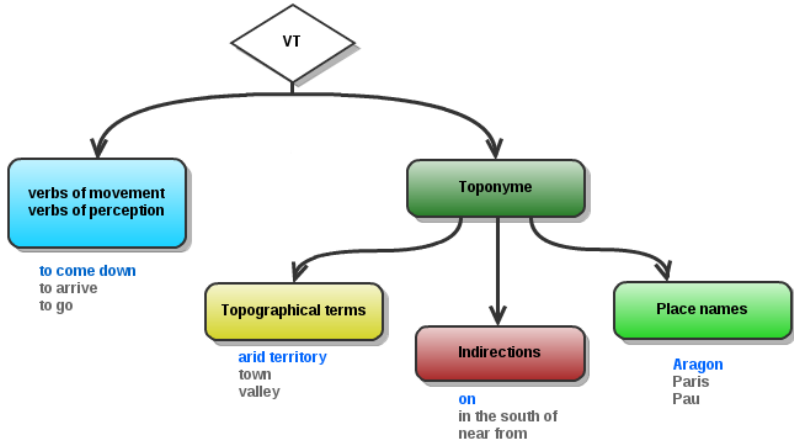 VT
verbs of movement
verbs of perception
to come down
to arrive
to go
Toponyme
Topographical terms
arid territory
town
valley
Indirections
on
in the south of
near from
Place names
Aragon
Paris
Pau